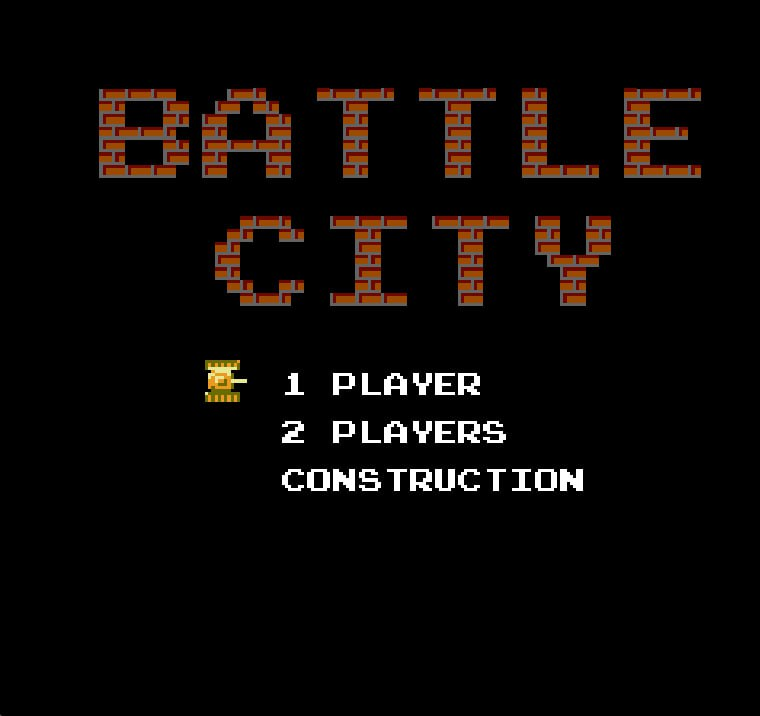 BATTLE
CITY
1 PLAYER
2 PLAYERS
CONSTRUCTION